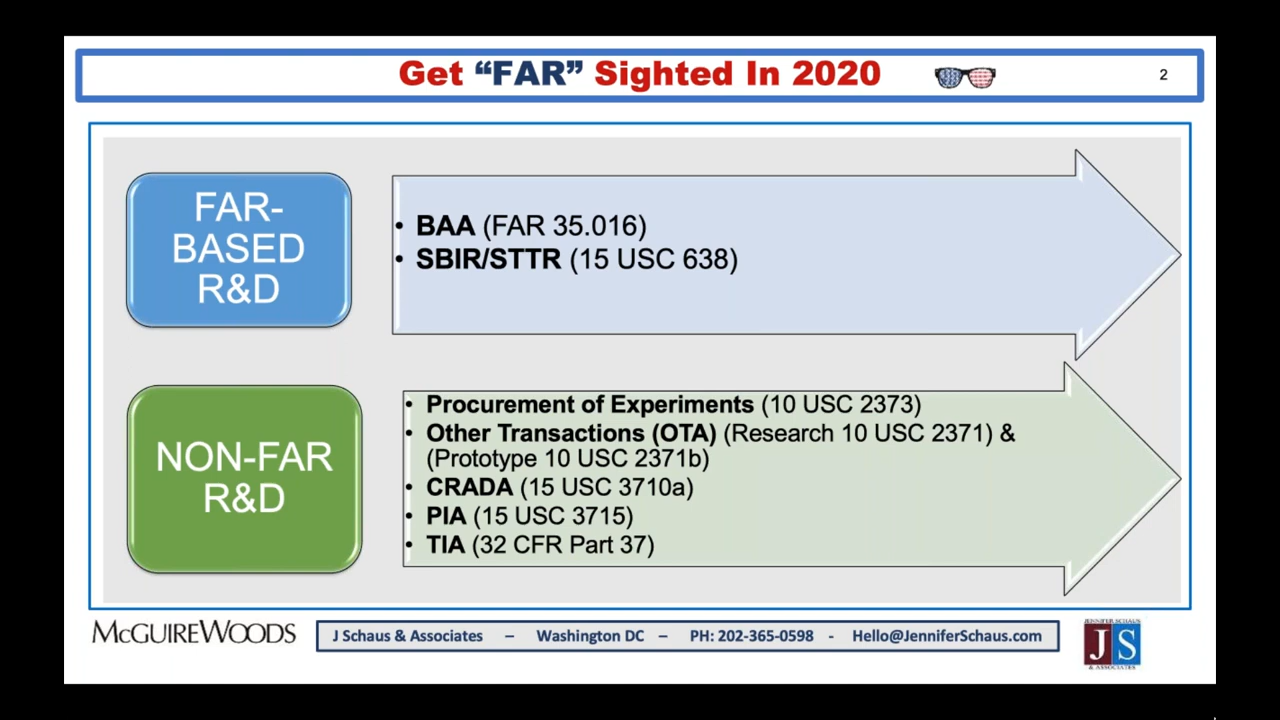 Get “FAR” Sighted In 2020
2
FAR-
BASED
R&D
• BAA (FAR 35.016)
• SBIR/STTR (15 USC 638)
NON-FAR
R&D
• Procurement of Experiments (10 USC 2373)
• Other Transactions (OTA) (Research 10 USC 2371) &
(Prototype 10 USC 2371b)
• CRADA (15 USC 3710a)
• PIA (15 USC 3715)
• TIA (32 CFR Part 37)
McGUIREWOODS
J Schaus & Associates – Washington DC – PH: 202-365-0598 - Hello@JenniferSchaus.com
JENNIFER SCHAUS
JS
& ASSOCIATES